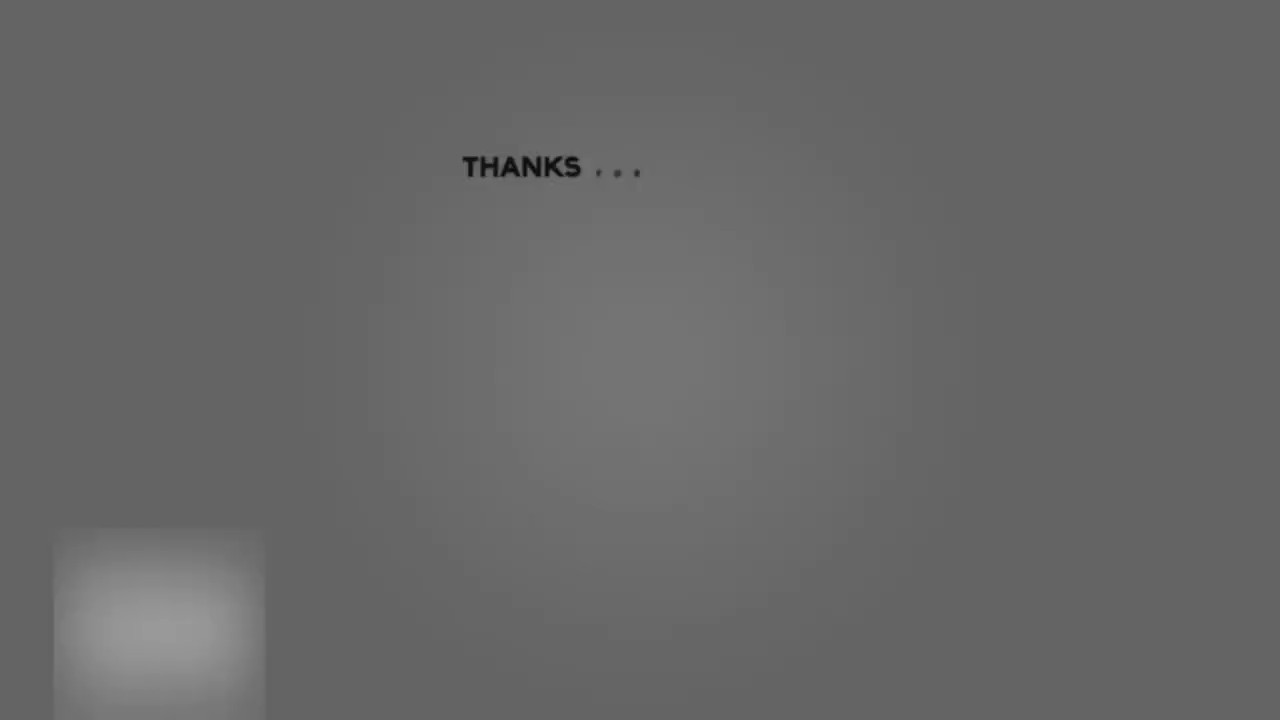 THANKS . . .